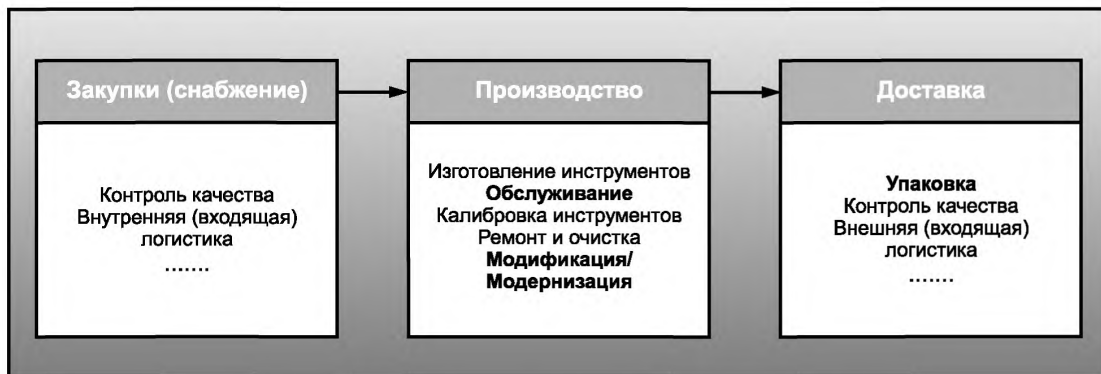 Закупки (снабжение)
Контроль качества
Внутренняя (входящая)
логистика
.......
Производство
Изготовление инструментов
Обслуживание
Калибровка инструментов
Ремонт и очистка
Модификация/
Модернизация
Доставка
Упаковка
Контроль качества
Внешняя (входящая)
логистика
.......